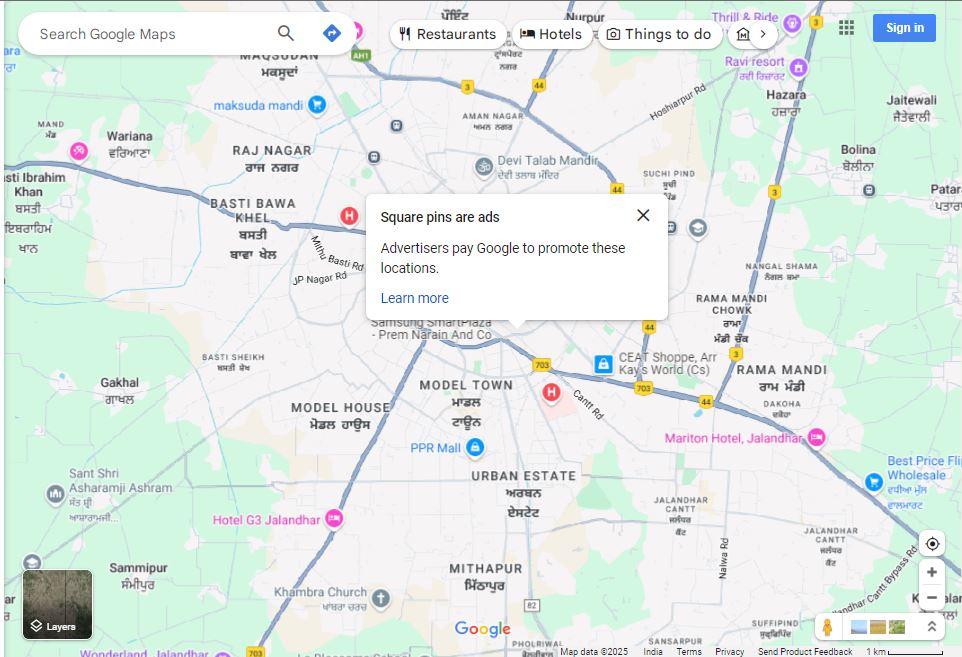 Search Google Maps
Restaurants
Hotels
Things to do
Sign in
ਪੁਆਇੰਟ
Nurpur
Thrill & Ride
3
MAQSUDAN
ਮਕਸੂਦਾਂ
AH1
ਨਗਰ
Ravi resort
ਰਵੀ ਰਿਜ਼ਾਰਟ
3
44
Hazara
ਹਜ਼ਾਰਾ
Hoshiarpur Rd
Jaitewali
ਜੈਤੇਵਾਲੀ
maksuda mandi
AMAN NAGAR
ਅਮਨ ਨਗਰ
MAND
ਮੰਡ
Wariana
ਵਰਿਆਣਾ
RAJ NAGAR
ਰਾਜ ਨਗਰ
Devi Talab Mandir
ਦੇਵੀ ਤਲਾਬ ਮੰਦਿਰ
Bolina
ਬੋਲੀਨਾ
SUCHI PIND
ਸੂਚੀ
ਪਿੰਡ
44
3
Ibrahim
Khan
ਬਸਤੀ
ਇਬਰਾਹਿਮ
ਖਾਨ
BASTI BAWA
KHEL
ਬਸਤੀ
ਬਾਵਾ ਖੇਲ
H
Mithu Basti Rd
JP Nagar Rd
Square pins are ads
Advertisers pay Google to promote these
locations.
Learn more
NANGAL SHAMA
ਨੰਗਲ ਸ਼ਮਾ
RAMA MANDI
CHOWK
ਰਾਮਾ
ਮੰਡੀ ਚੌਂਕ
Samsung SmartPlaza
- Prem Narain And Co
44
3
BASTI SHEIKH
ਬਸਤੀ ਸ਼ੇਖ
703
CEAT Shoppe, Arr
Kay's World (Cs)
703
44
RAMA MANDI
ਰਾਮ ਮੰਡੀ
Gakhal
ਗਾਖਲ
MODEL TOWN
ਮਾਡਲ
ਟਾਊਨ
H
Cantt Rd
DAKOHA
ਦਕੋਹਾ
MODEL HOUSE
ਮੋਡਲ ਹਾਉਸ
Mariton Hotel, Jalandhar
PPR Mall
Best Price Fli
Wholesale
ਵਧੀਆ ਮੁੱਲ
ਵਾਲਮਾਰਟ
Sant Shri
Asharamji Ashram
ਸੰਤ ਸ਼੍ਰੀ
ਆਸ਼ਾਰਾਮਜੀ...
URBAN ESTATE
ਅਰਬਨ
ਏਸਟੇਟ
JALANDHAR
CANTT
ਜਲੰਧਰ
ਕੈਂਟ
Hotel G3 Jalandhar
JALANDHAR
CANTT
ਜਲੰਧਰ
ਕੈਂਟ
Nalwa Rd
Sammipur
ਸੰਮੀਪੁਰ
MITHAPUR
ਮਿੱਠਾਪੁਰ
Jalandhar Cantt Bypass Rd
Khambra Church
ਖਾਂਬਰਾ ਚਰਚ
82
Layers
Google
SUFFIPIND
ਸੂਫੀਪਿੰਡ
Wonderland, Jalandhar
703
PHOLRIWAL
SANSARPUR
Map data ©2025
India
Terms
Privacy
Send Product Feedback
1 km